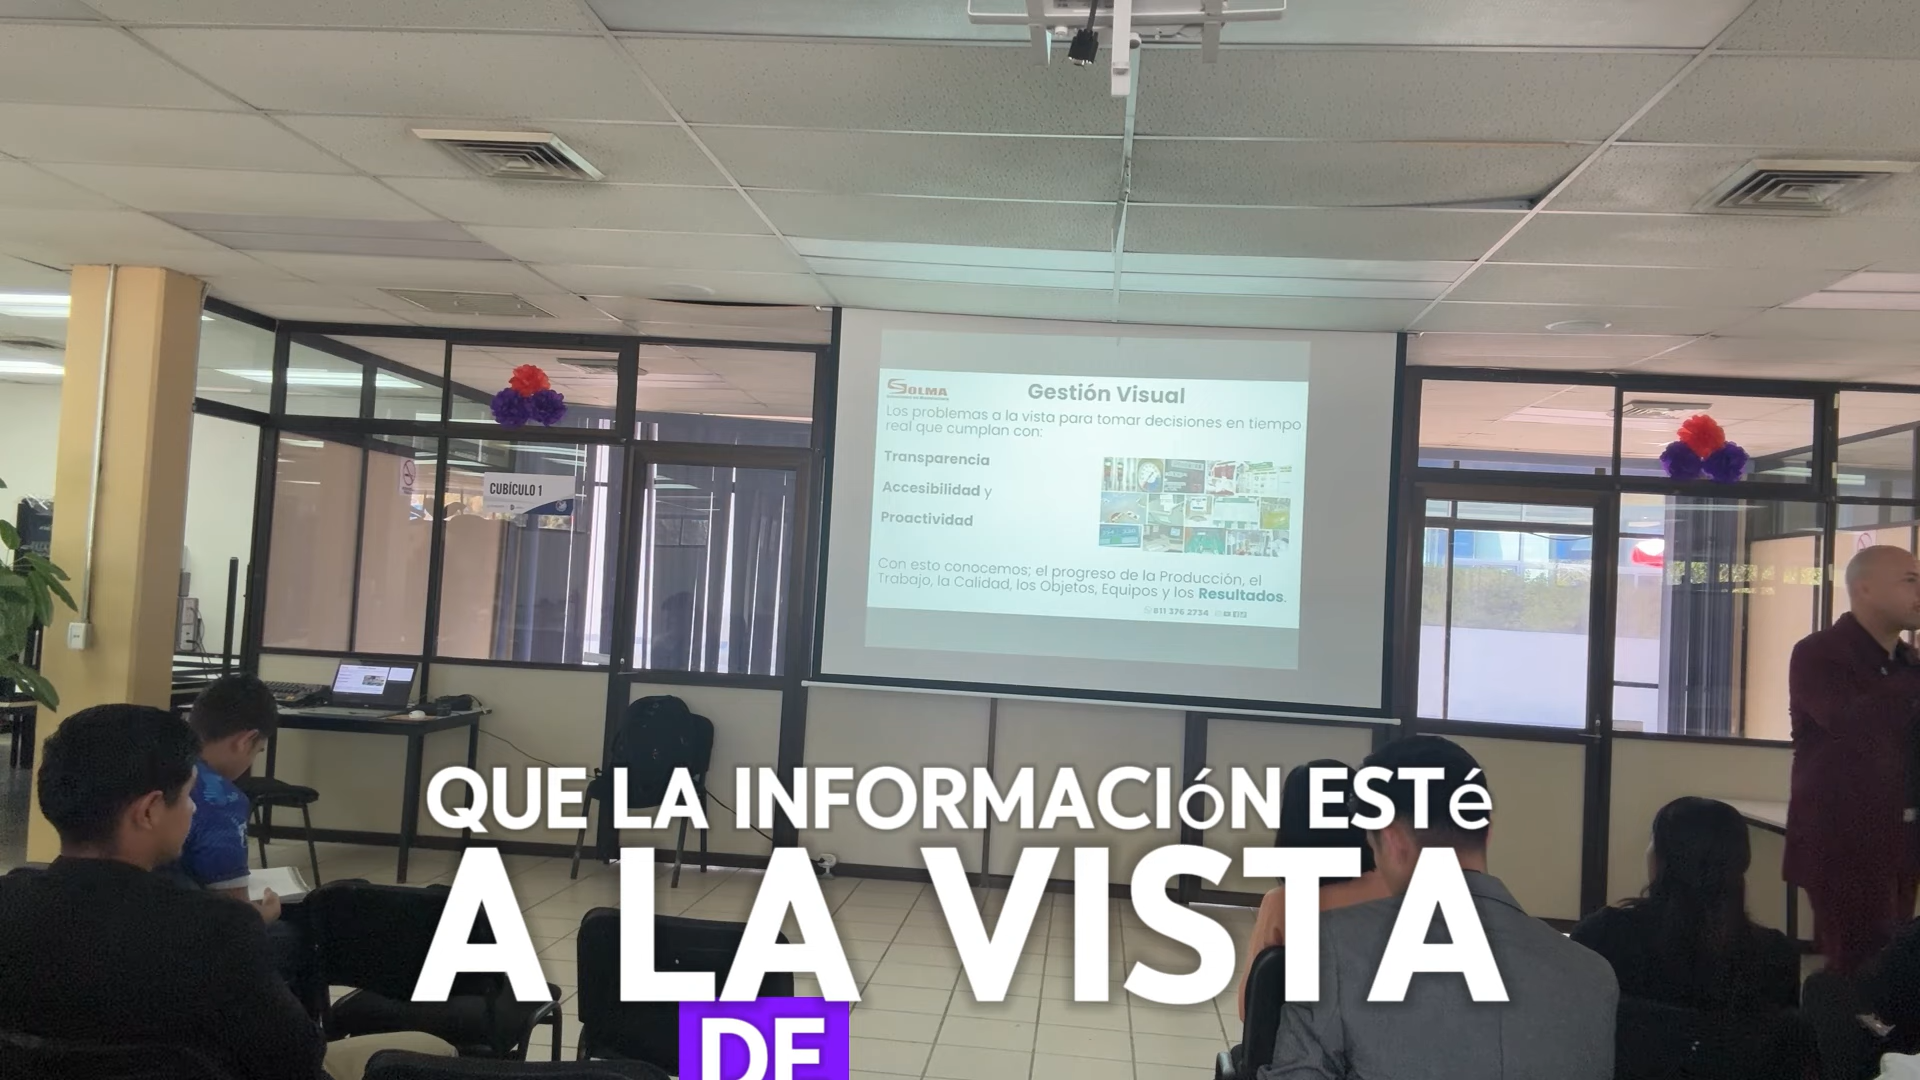 SOLMA
Gestión Visual
Los problemas a la vista para tomar decisiones en tiempo
real que cumplan con:
Transparencia
Accesibilidad y
Proactividad
Con esto conocemos; el progreso de la Producción, el
Trabajo, la Calidad, los Objetos, Equipos y los Resultados.
811 376 2734
CUBÍCULO 1
QUE LA INFORMACIóN ESTé
A LA VISTA
DE